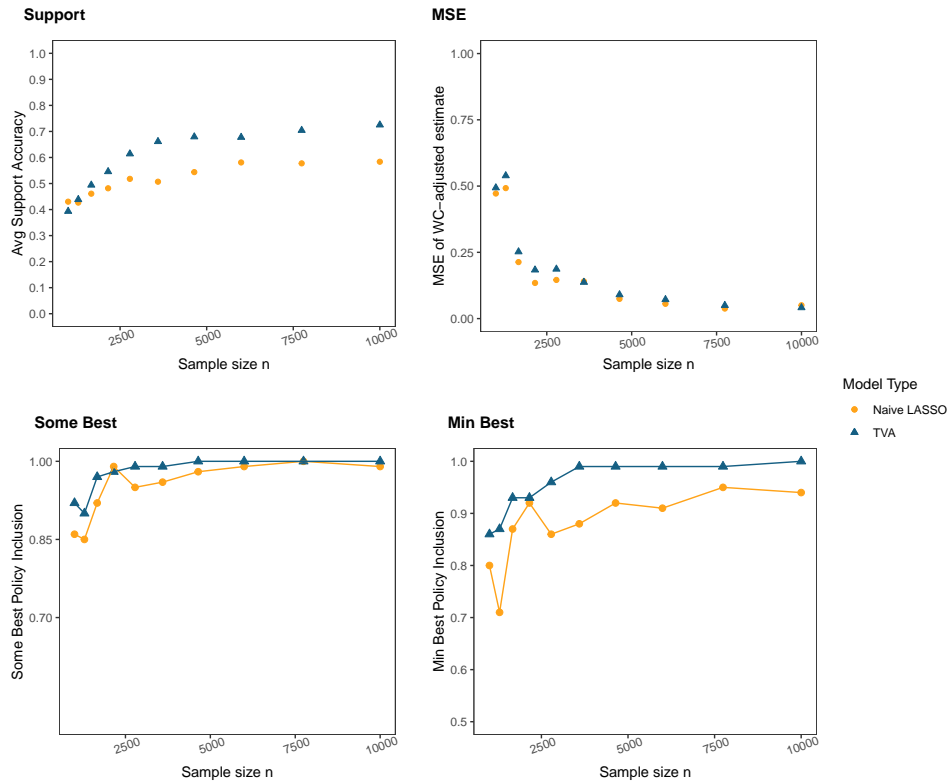 Support
Avg Support Accuracy
1.0
0.9
0.8
0.7
0.6
0.5
0.4
0.3
0.2
0.1
0.0
2500
5000
7500
10000
Sample size n
MSE
MSE of WC−adjusted estimate
1.00
0.75
0.50
0.25
0.00
2500
5000
7500
10000
Sample size n
Some Best
Some Best Policy Inclusion
1.00
0.85
0.70
2500
5000
7500
10000
Sample size n
Min Best
Min Best Policy Inclusion
1.0
0.9
0.8
0.7
0.6
0.5
2500
5000
7500
10000
Sample size n
Model Type
Naive LASSO
TVA